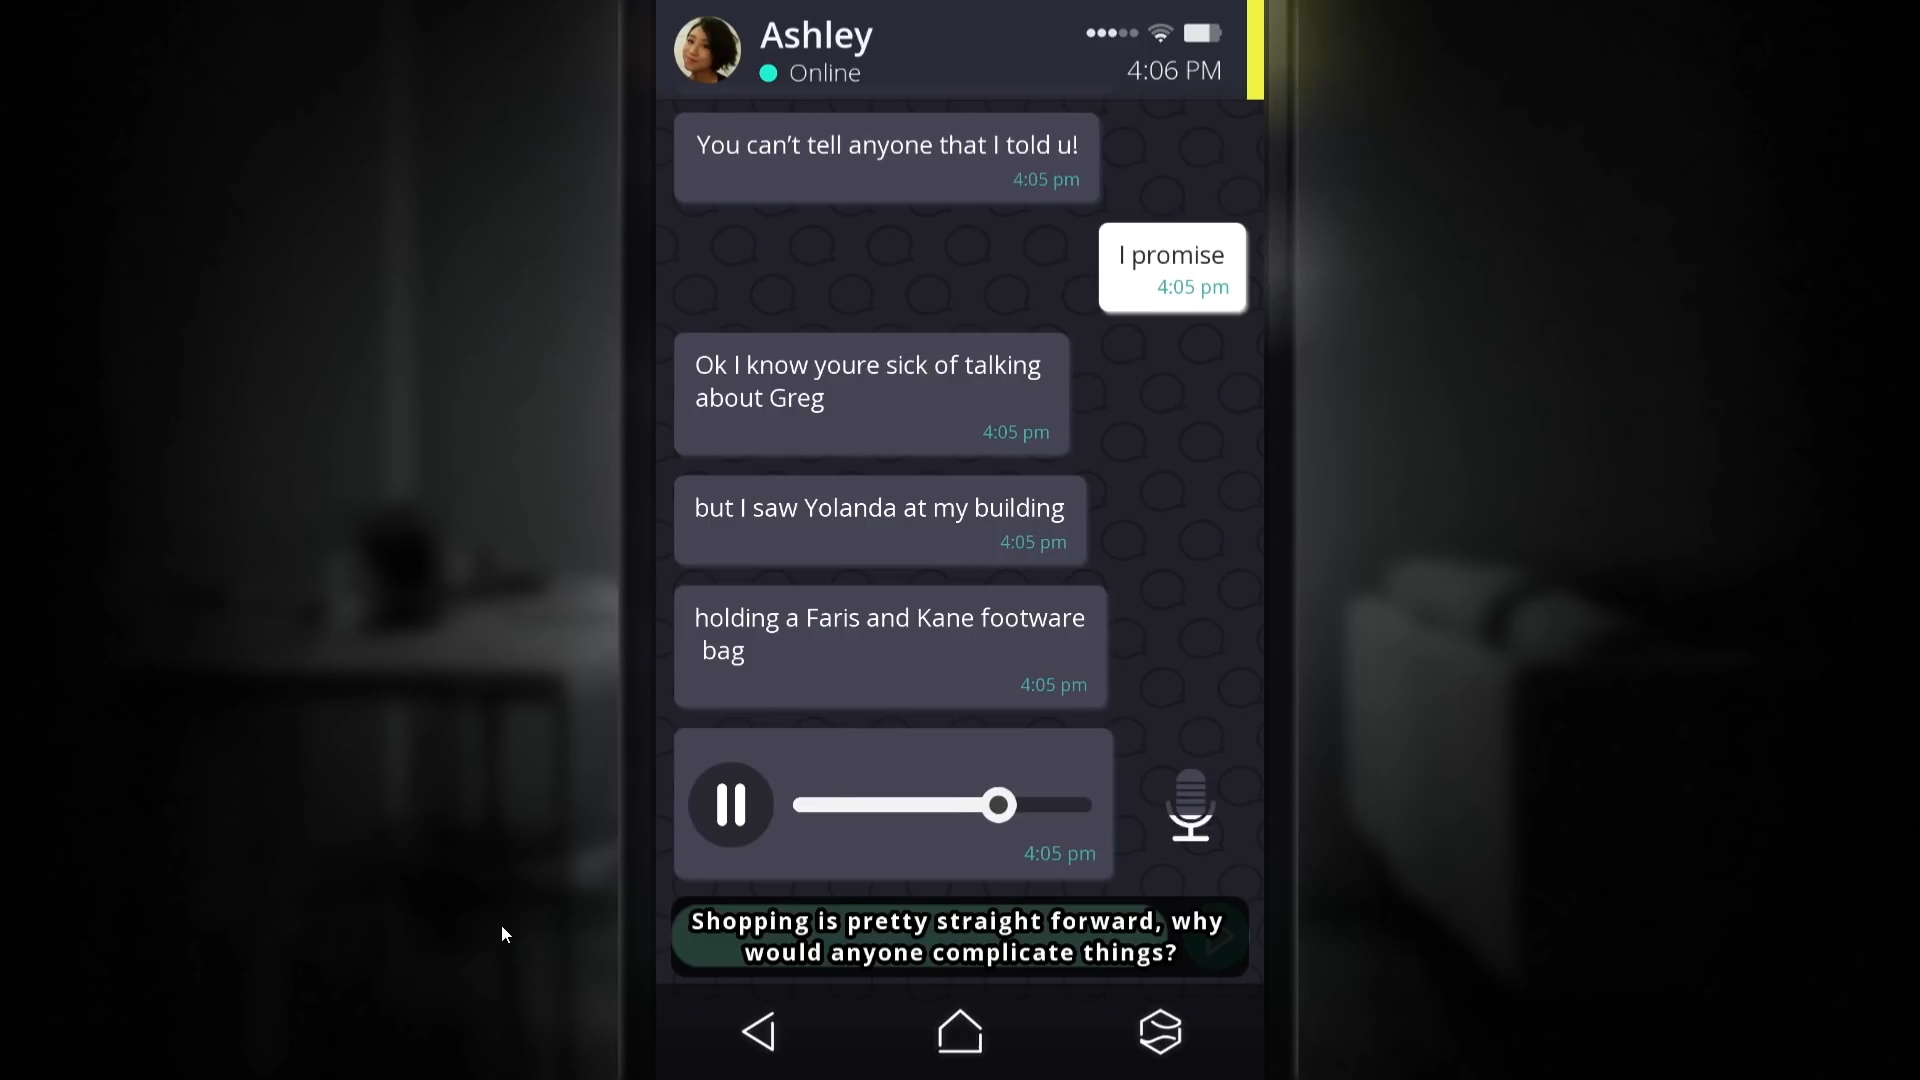 Ashley
Online
4:06 PM
You can’t tell anyone that I told u!
4:05 pm
I promise
4:05 pm
Ok I know youre sick of talking
about Greg
4:05 pm
but I saw Yolanda at my building
4:05 pm
holding a Faris and Kane footware
bag
4:05 pm
4:05 pm
Shopping is pretty straight forward, why
would anyone complicate things?